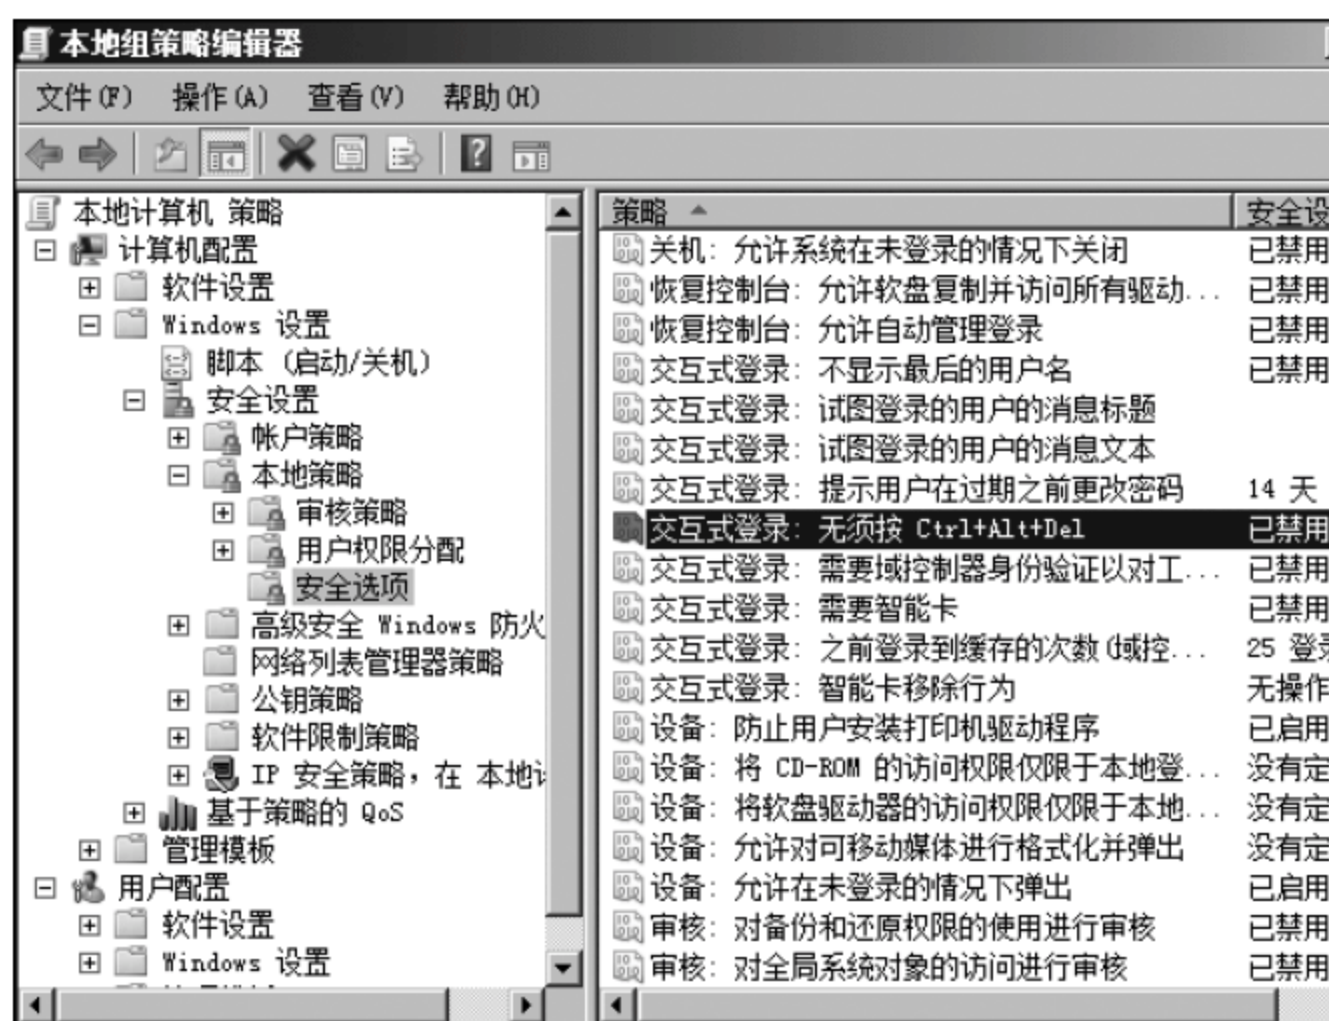 本地组策略编辑器
文件(F) 操作(A) 查看(V) 帮助(H)
本地计算机 策略
计算机配置
软件设置
Windows 设置
脚本 (启动/关机)
安全设置
帐户策略
本地策略
审核策略
用户权限分配
安全选项
高级安全 Windows 防火
网络列表管理器策略
公钥策略
软件限制策略
IP 安全策略，在 本地
基于策略的 QoS
管理模板
用户配置
软件设置
Windows 设置
策略 安全设
关机: 允许系统在未登录的情况下关闭 已禁用
恢复控制台: 允许软盘复制并访问所有驱动... 已禁用
恢复控制台: 允许自动管理登录 已禁用
交互式登录: 不显示最后的用户名 已禁用
交互式登录: 试图登录的用户的消息标题
交互式登录: 试图登录的用户的消息文本
交互式登录: 提示用户在过期之前更改密码 14 天
交互式登录: 无须按 Ctrl+Alt+Del 已禁用
交互式登录: 需要域控制器身份验证以对工... 已禁用
交互式登录: 需要智能卡 已禁用
交互式登录: 之前登录到缓存的次数(域控... 25 登录
交互式登录: 智能卡移除行为 无操作
设备: 防止用户安装打印机驱动程序 已启用
设备: 将 CD-ROM 的访问权限仅限于本地登... 没有定
设备: 将软盘驱动器的访问权限仅限于本地... 没有定
设备: 允许对可移动媒体进行格式化并弹出 没有定
设备: 允许在未登录的情况下弹出 已启用
审核: 对备份和还原权限的使用进行审核 已禁用
审核: 对全局系统对象的访问进行审核 已禁用